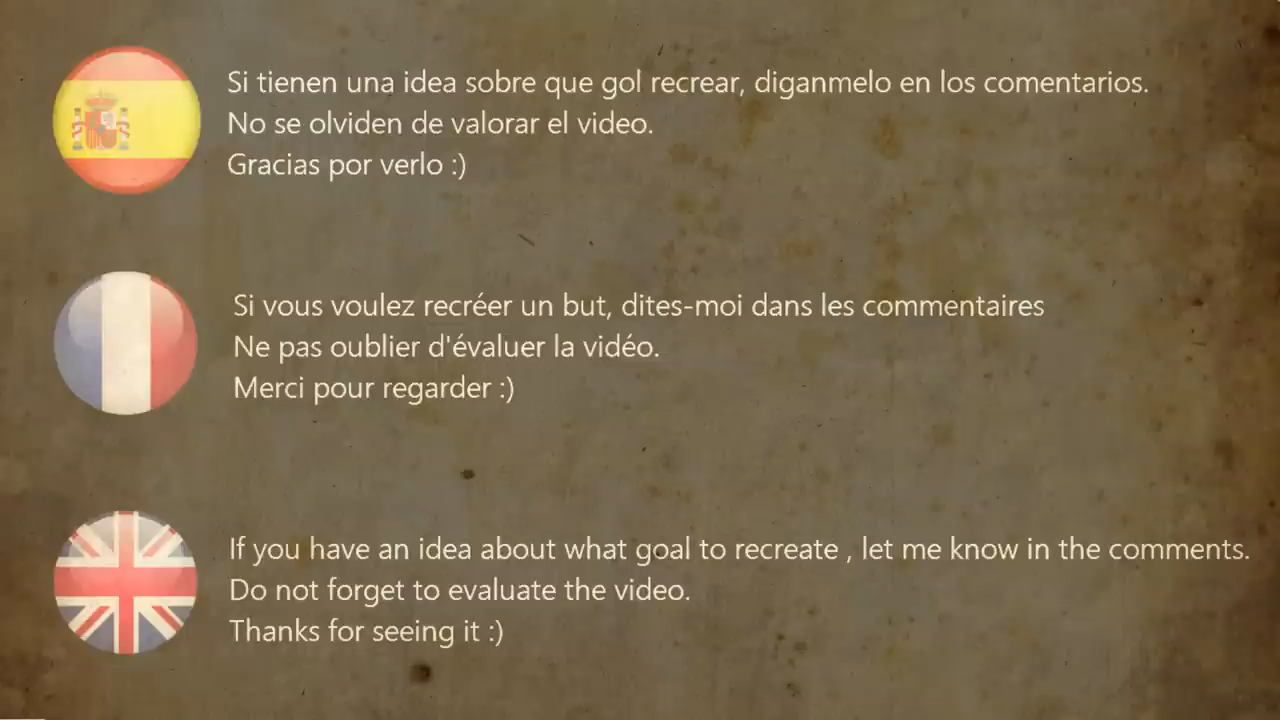 Si tienen una idea sobre que gol recrear, diganmelo en los comentarios.
No se olviden de valorar el video.
Gracias por verlo :)
Si vous voulez recréer un but, dites-moi dans les commentaires
Ne pas oublier d'évaluer la vidéo.
Merci pour regarder :)
If you have an idea about what goal to recreate , let me know in the comments.
Do not forget to evaluate the video.
Thanks for seeing it :)